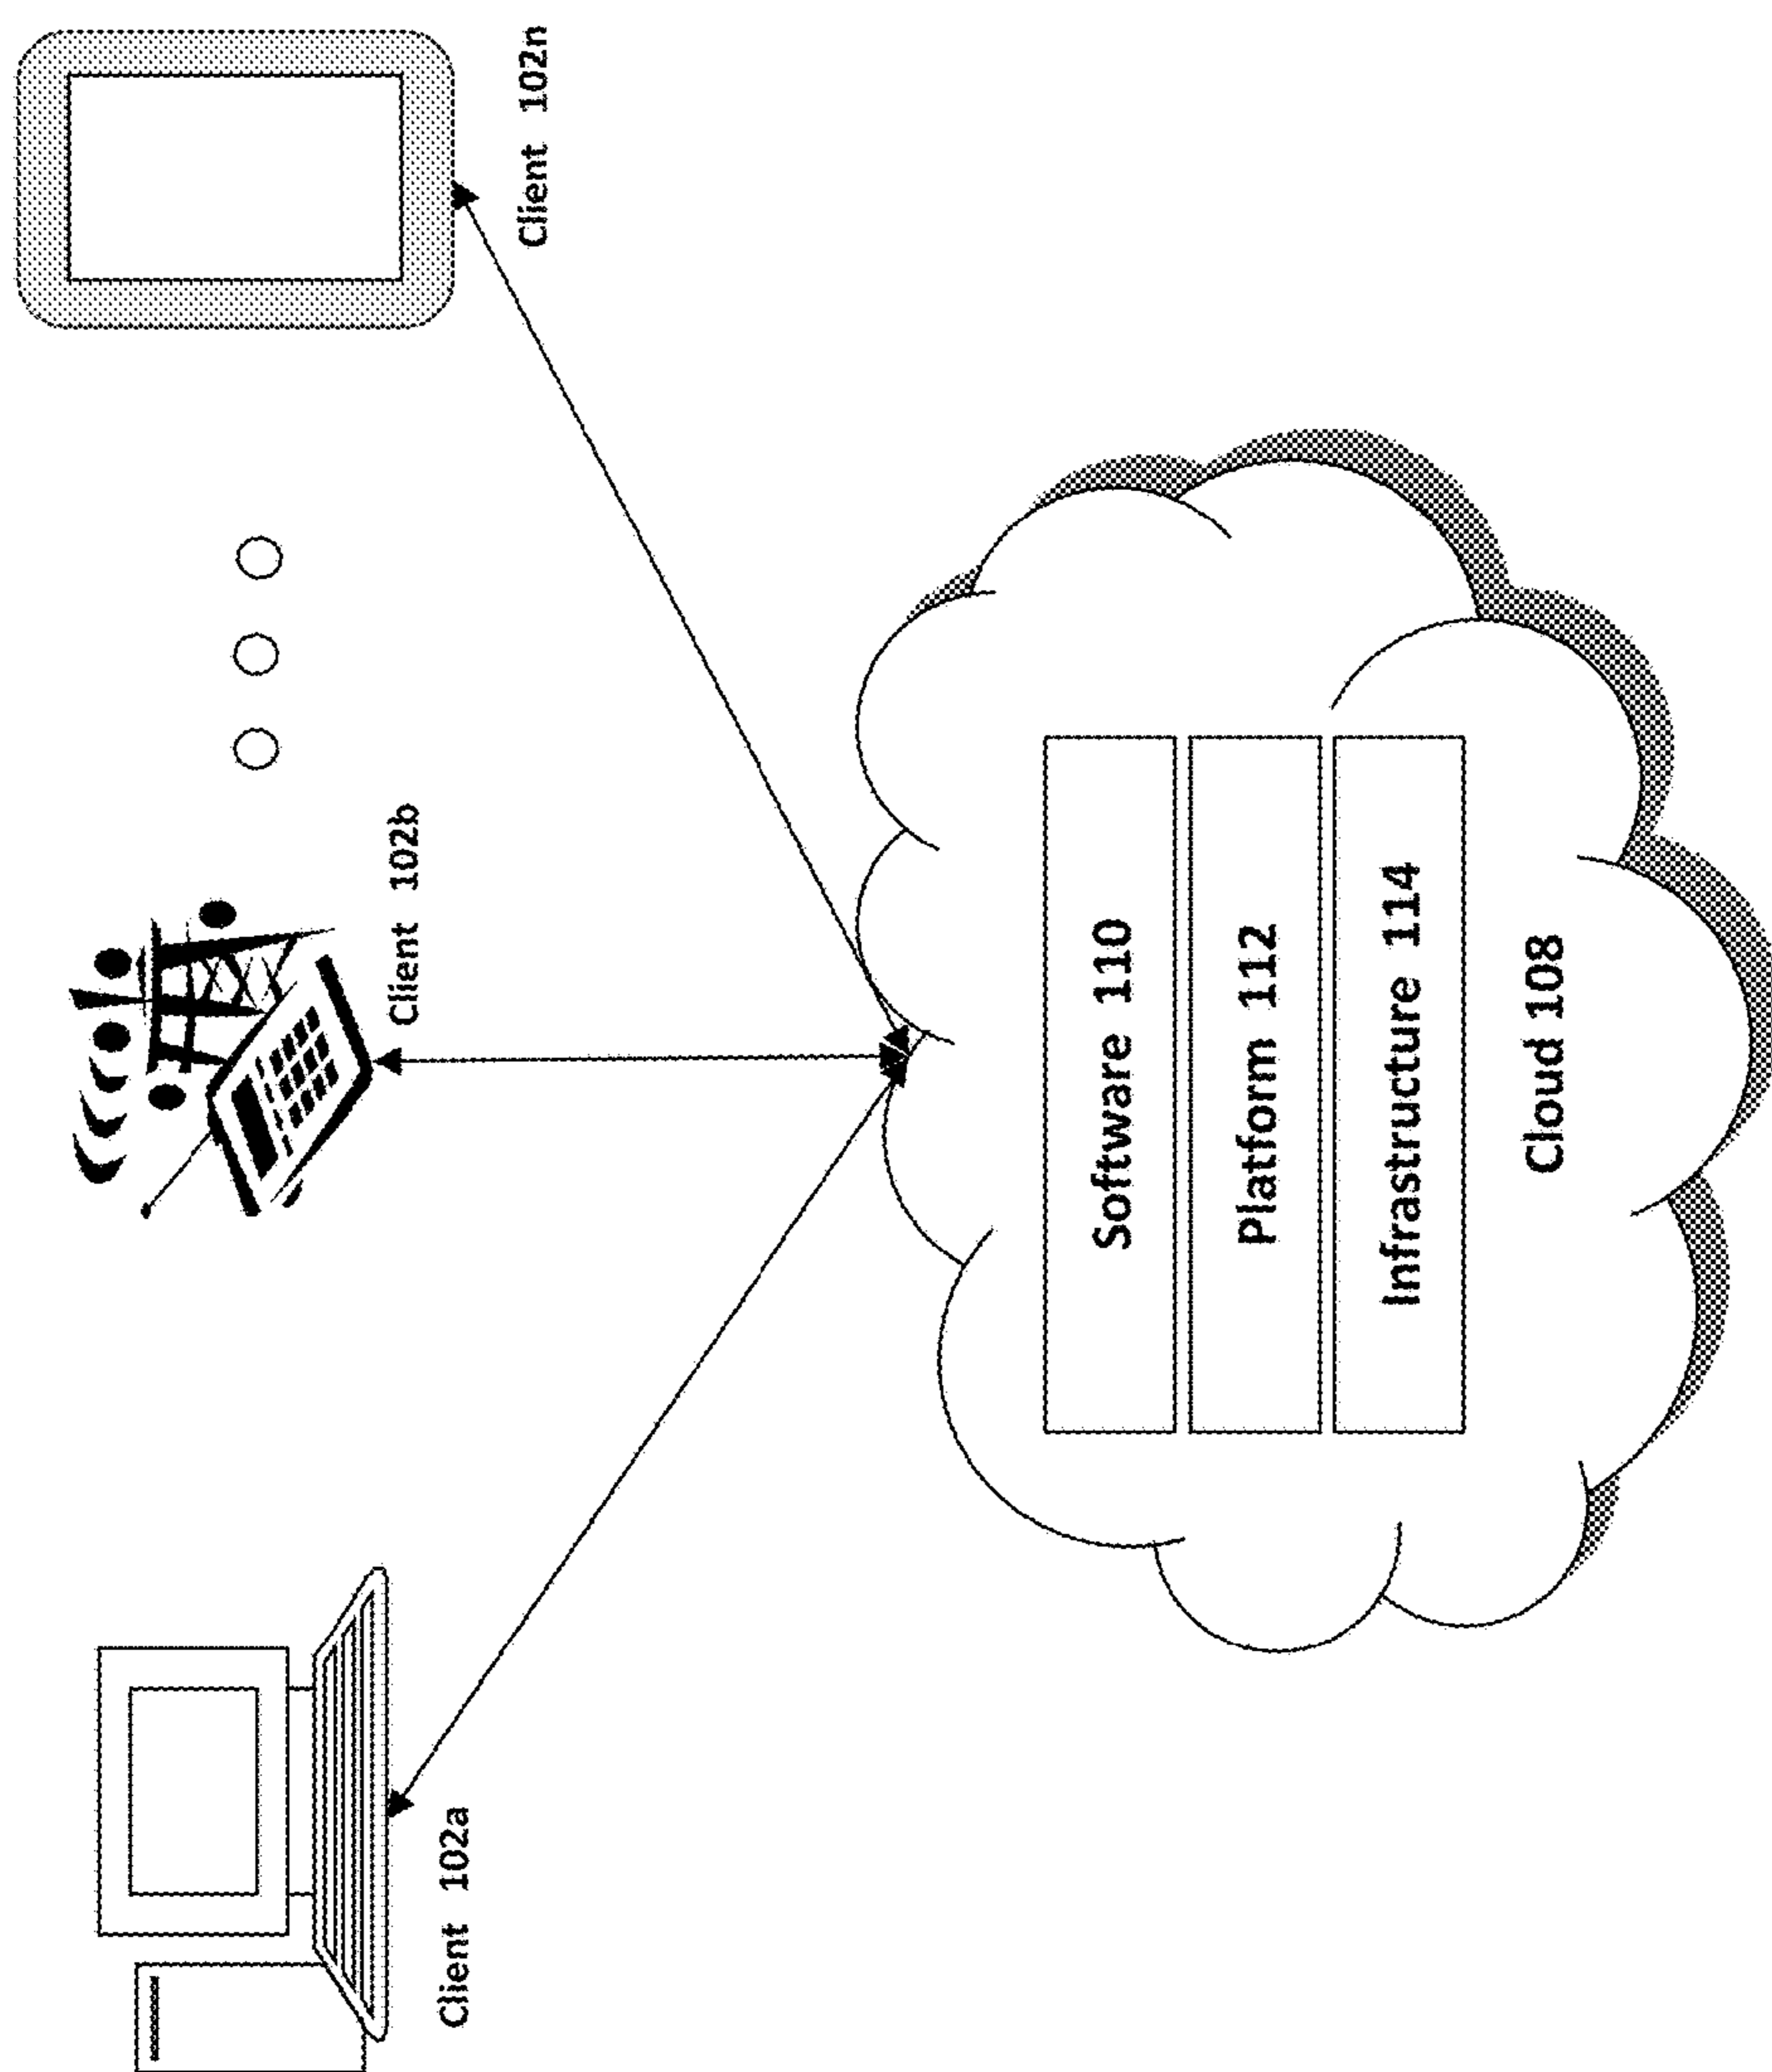 Client 102a
Client 102b
Client 102n
Software 110
Platform 112
Infrastructure 114
Cloud 108